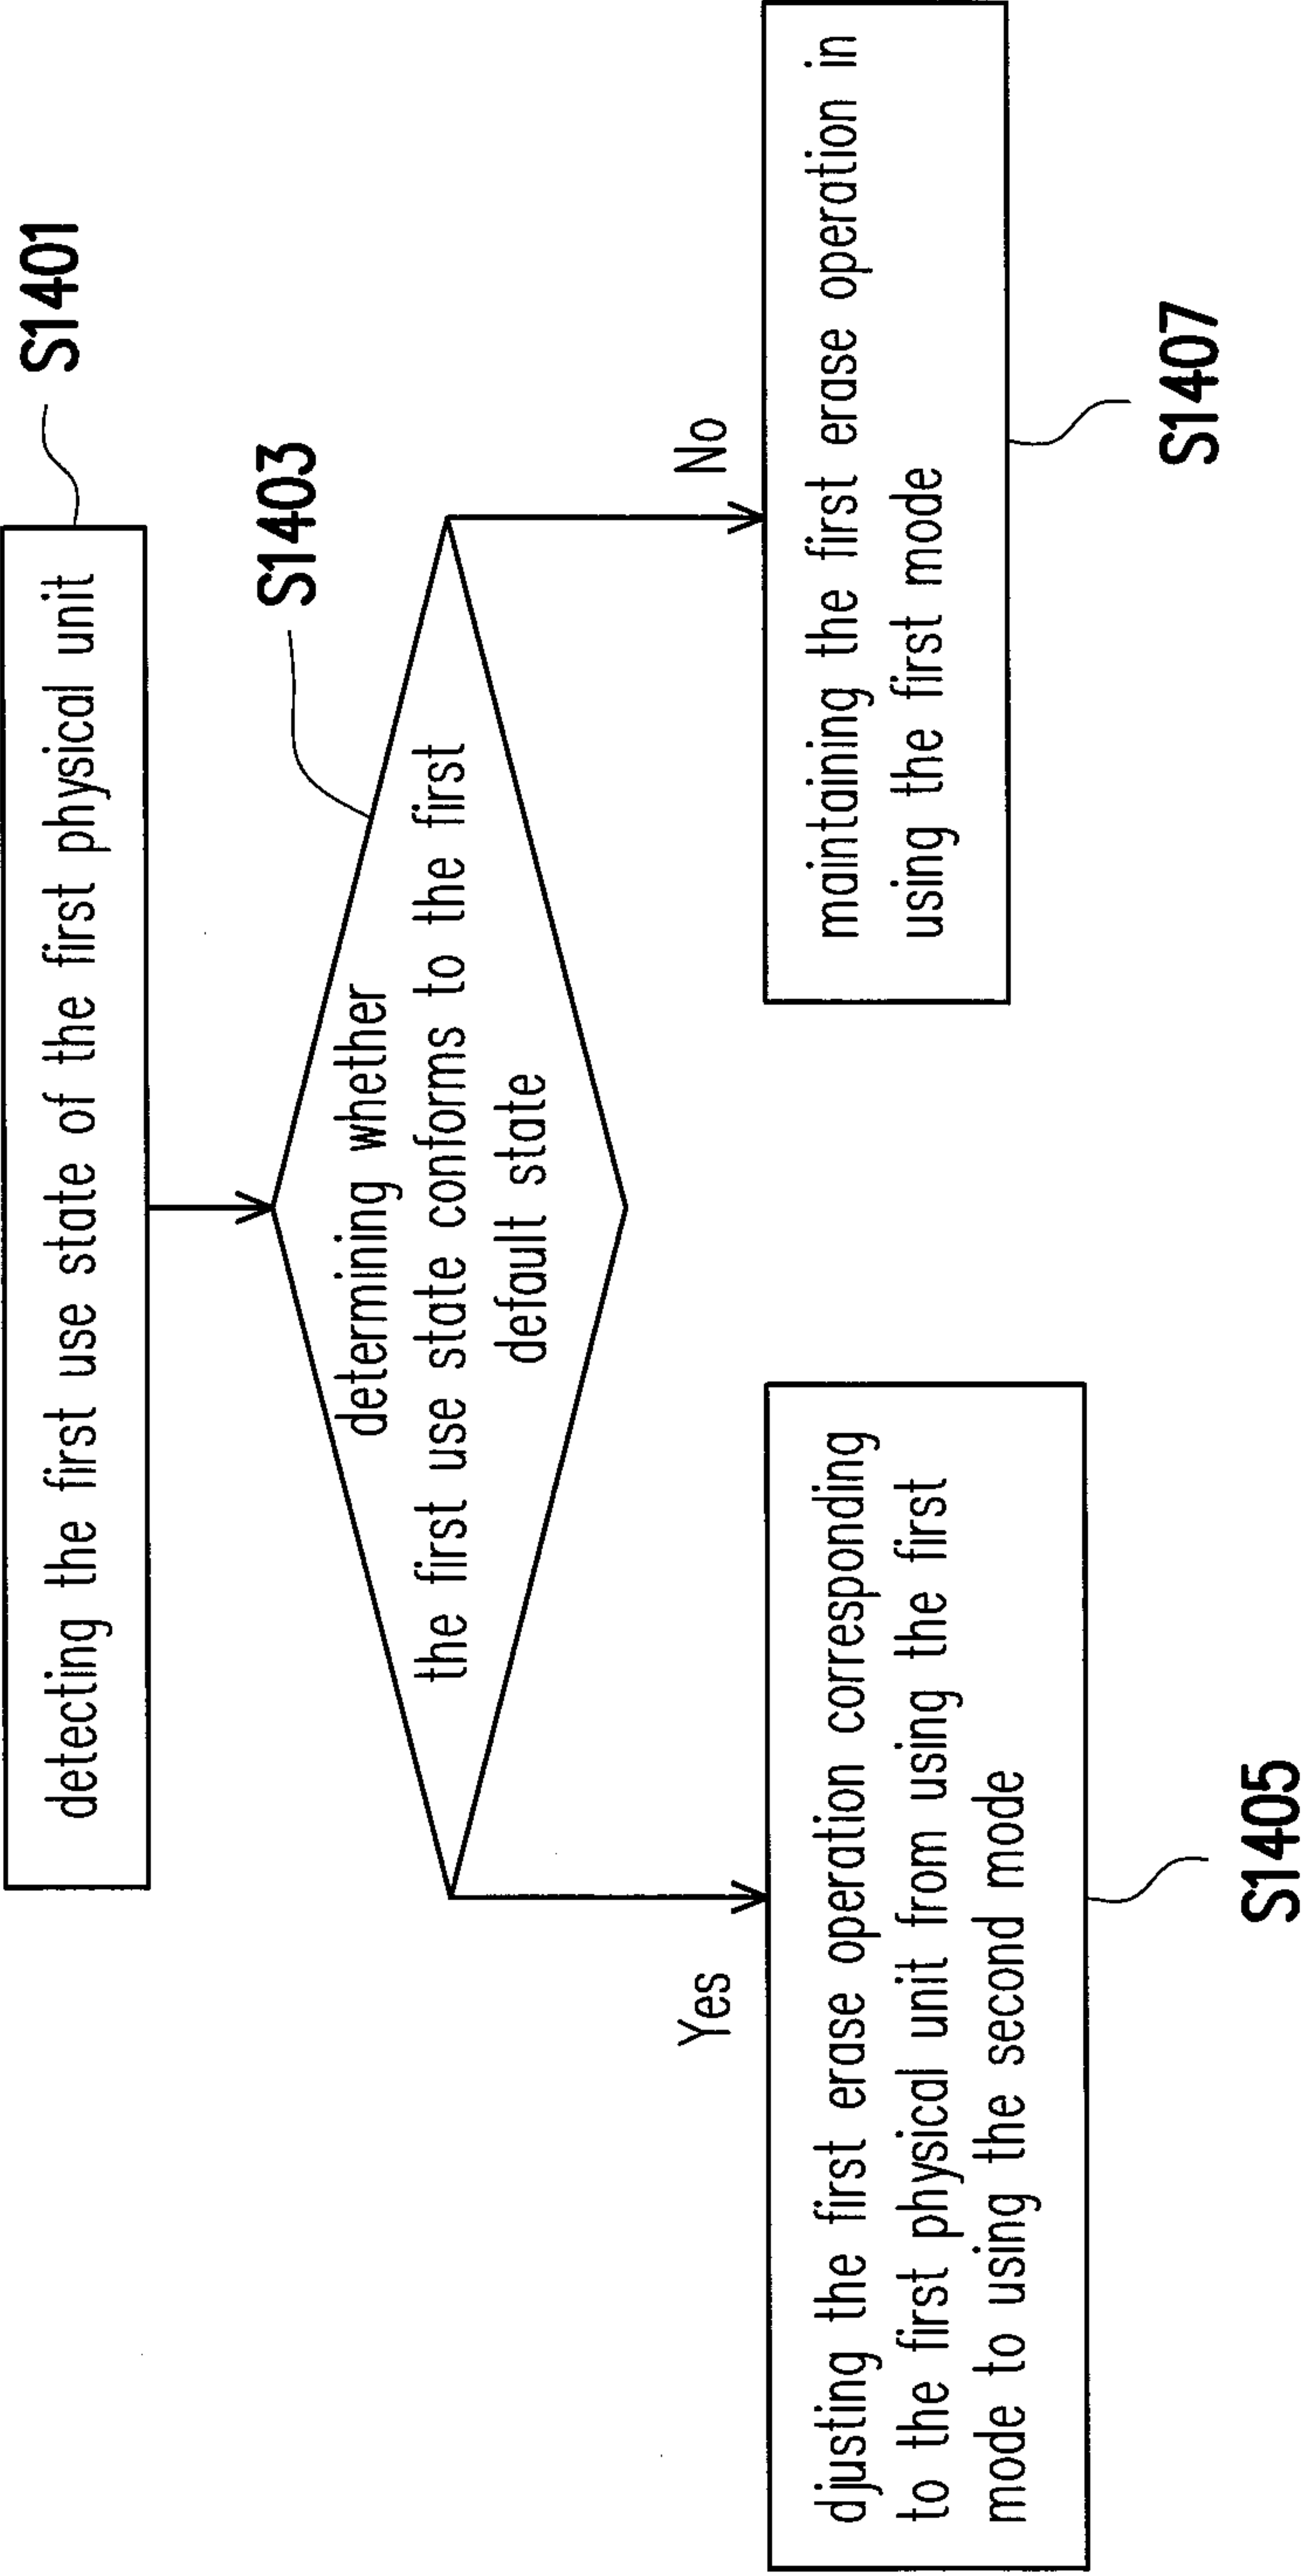 detecting the first use state of the first physical unit
S1401
S1403
determining whether
the first use state conforms to the first
default state
Yes
No
djusting the first erase operation corresponding
to the first physical unit from using the first
mode to using the second mode
S1405
maintaining the first erase operation in
using the first mode
S1407